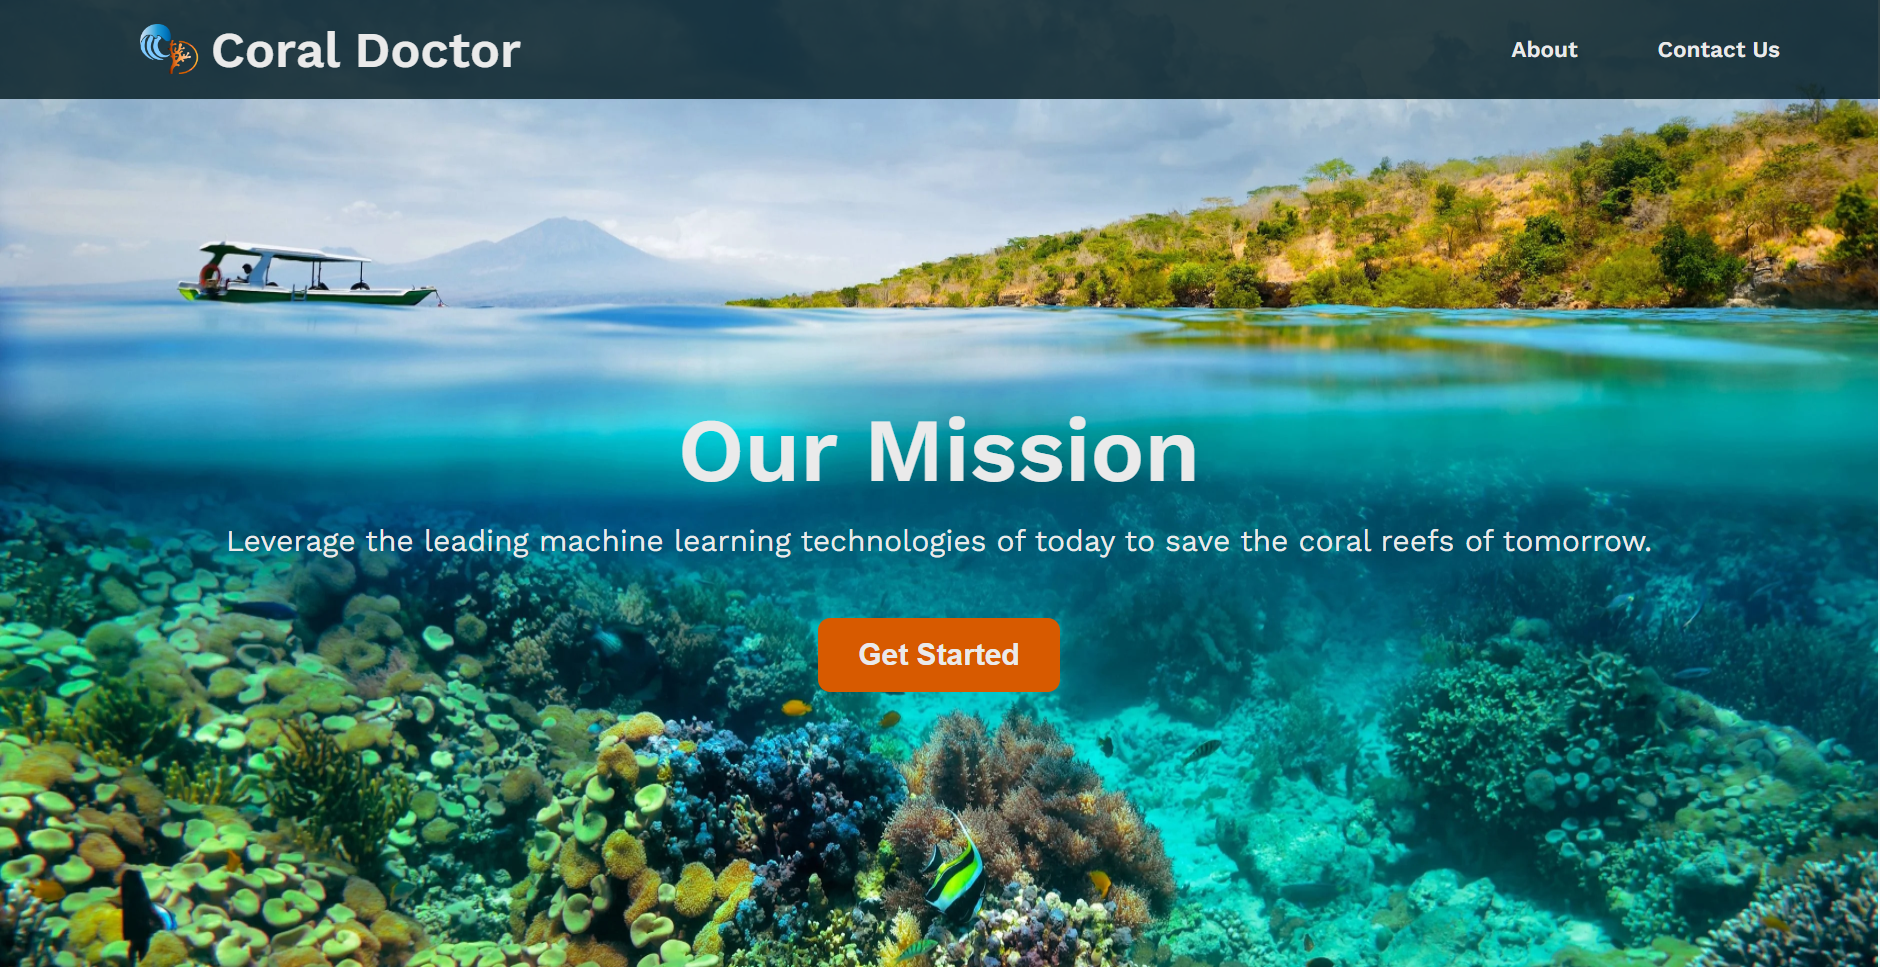 Coral Doctor
About
Contact Us
Our Mission
Leverage the leading machine learning technologies of today to save the coral reefs of tomorrow.
Get Started